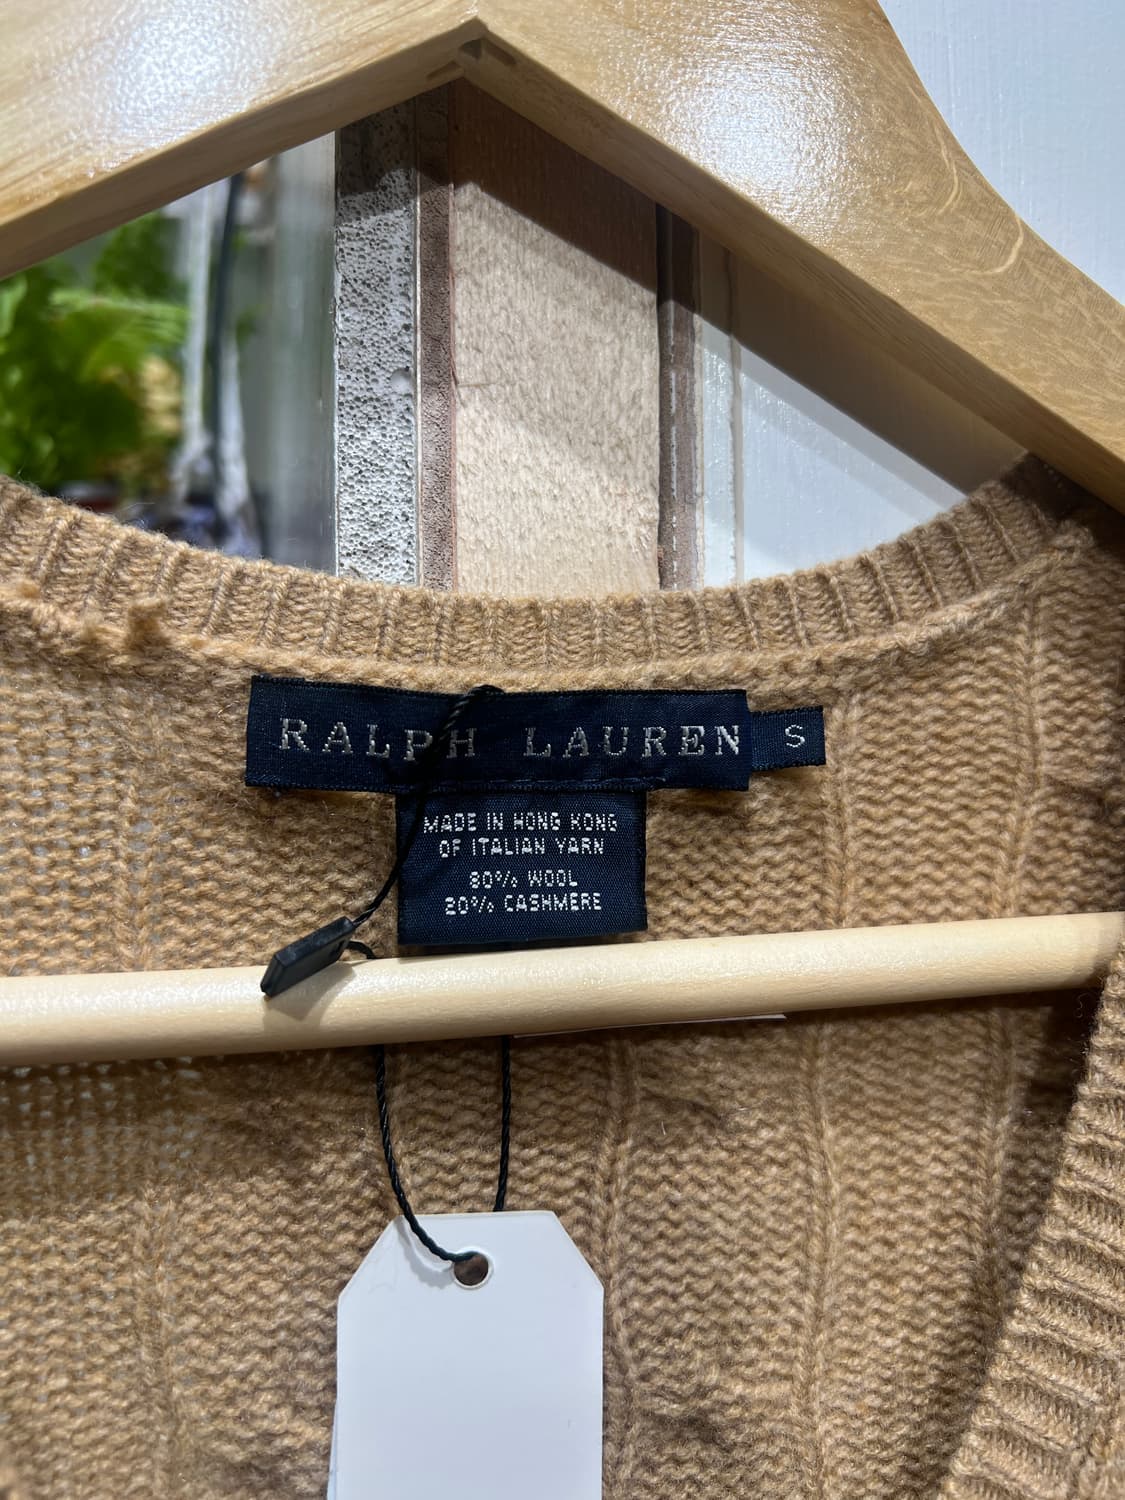 RALPH LAUREN S
MADE IN HONG KONG
OF ITALIAN YARN
80% WOOL
20% CASHMERE